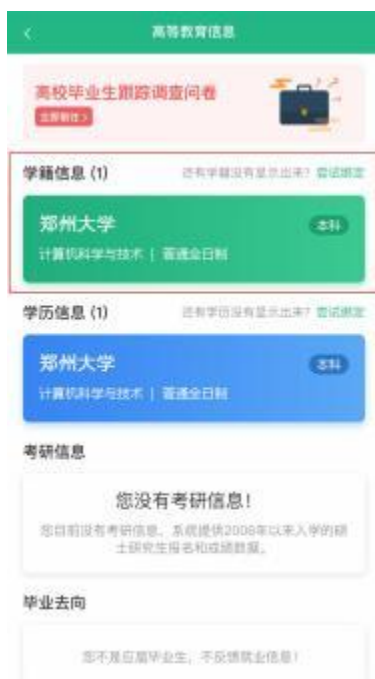 高等教育信息
高校毕业生跟踪调查问卷
立即前往>
学籍信息 (1)
还有学籍没有显示出来? 尝试绑定
郑州大学
本科
计算机科学与技术 | 普通全日制
学历信息 (1)
还有学历没有显示出来? 尝试绑定
郑州大学
本科
计算机科学与技术 | 普通全日制
考研信息
您没有考研信息!
您目前没有考研信息。系统提供2006年以来入学的硕
士研究生报名和成绩数据。
毕业去向
您不是应届毕业生, 不反馈就业信息!